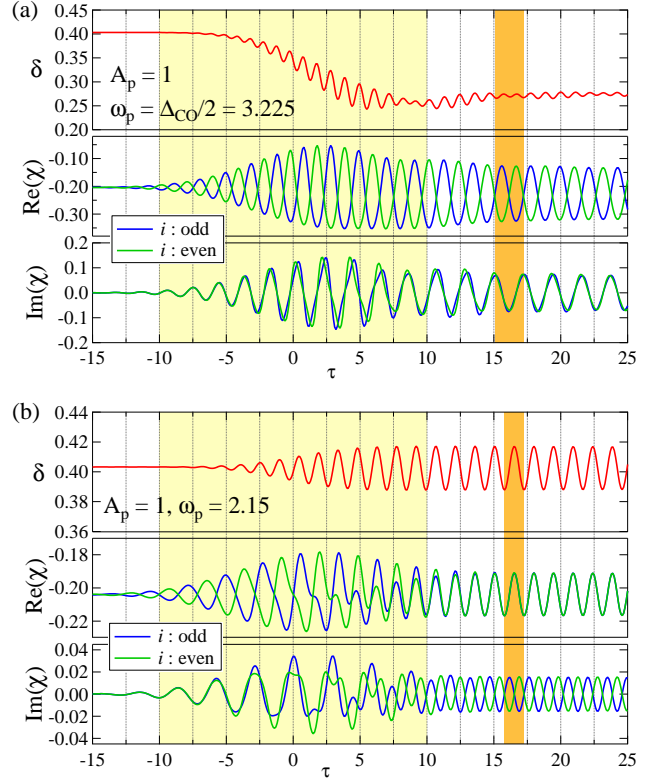 (a)
0.45
0.40
0.35
0.30
0.25
0.20
δ
A_p = 1
ω_p = Δ_CO/2 = 3.225
-0.10
-0.20
-0.30
Re(χ)
i : odd
i : even
0.2
0.1
0.0
-0.1
-0.2
Im(χ)
-15 -10 -5 0 5 10 15 20 25
τ
(b)
0.44
0.42
0.40
0.38
0.36
δ
A_p = 1, ω_p = 2.15
-0.18
-0.20
-0.22
Re(χ)
i : odd
i : even
0.04
0.02
0.00
-0.02
0.04
Im(χ)
-15 -10 -5 0 5 10 15 20 25
τ